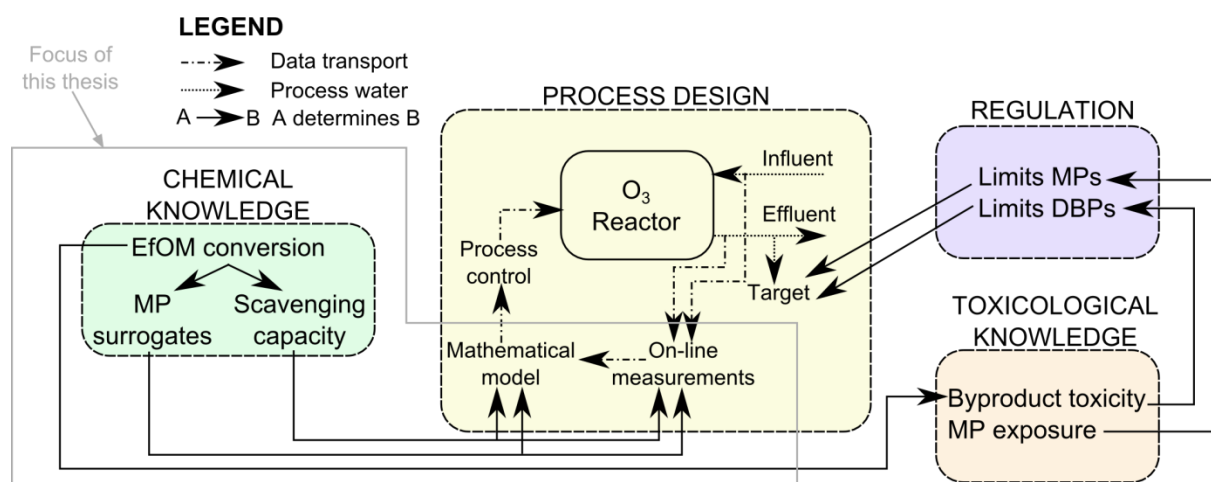 LEGEND
Data transport
Process water
A B A determines B
Focus of
this thesis
CHEMICAL
KNOWLEDGE
EfOM conversion
MP
surrogates
Scavenging
capacity
PROCESS DESIGN
O₃
Reactor
Influent
Effluent
Target
Process
control
Mathematical
model
On-line
measurements
REGULATION
Limits MPs
Limits DBPs
TOXICOLOGICAL
KNOWLEDGE
Byproduct toxicity
MP exposure